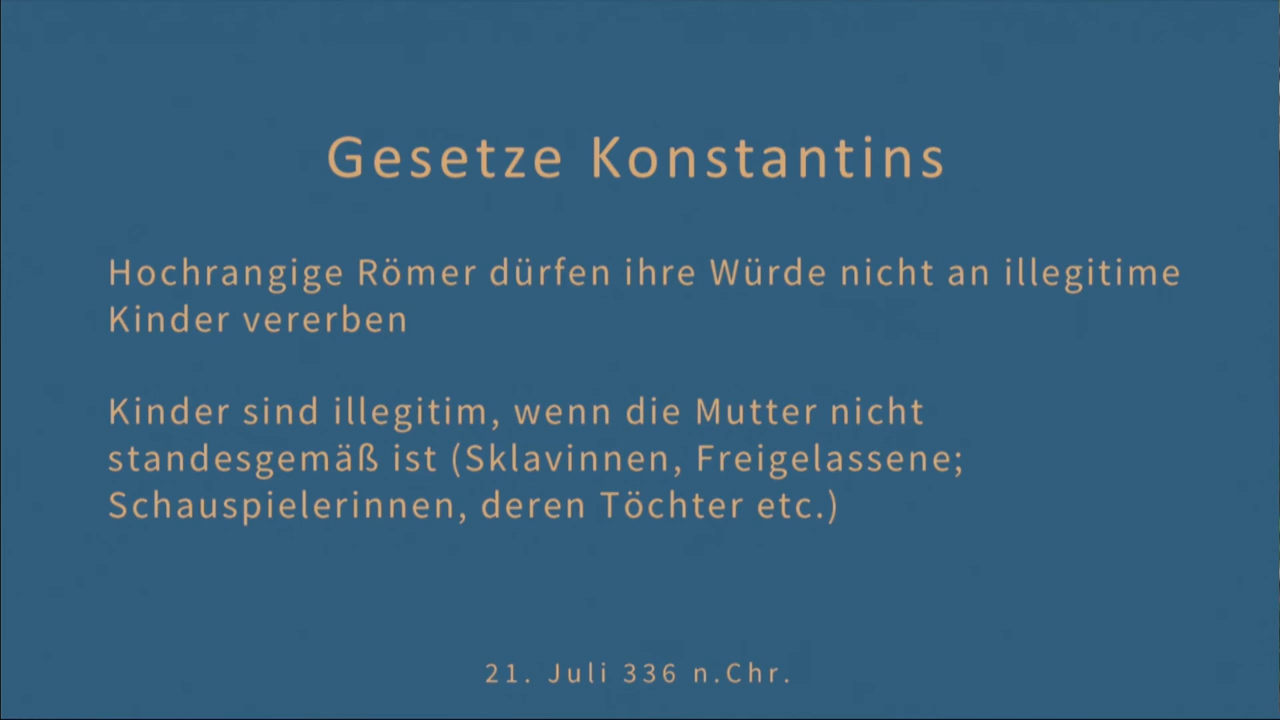 Gesetze Konstantins
Hochrangige Römer dürfen ihre Würde nicht an illegitime
Kinder vererben
Kinder sind illegitim, wenn die Mutter nicht
standesgemäß ist (Sklavinnen, Freigelassene;
Schauspielerinnen, deren Töchter etc.)
21. Juli 336 n.Chr.